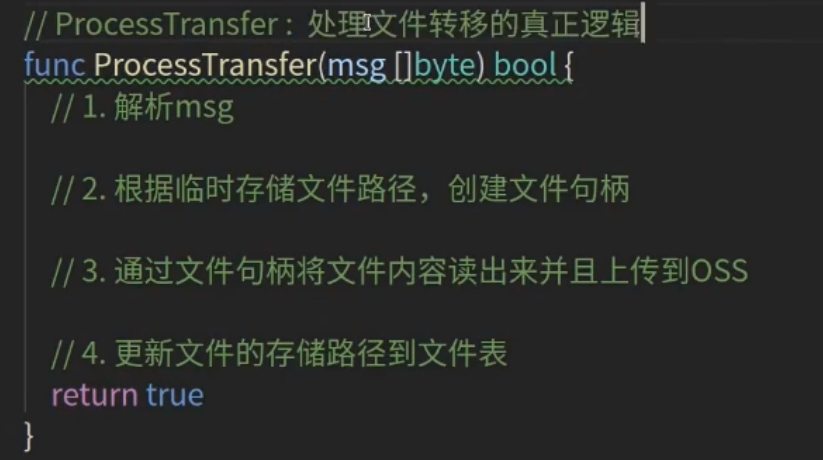 // ProcessTransfer : 处理文件转移的真正逻辑
func ProcessTransfer(msg []byte) bool {
// 1. 解析msg
// 2. 根据临时存储文件路径，创建文件句柄
// 3. 通过文件句柄将文件内容读出来并且上传到OSS
// 4. 更新文件的存储路径到文件表
return true
}